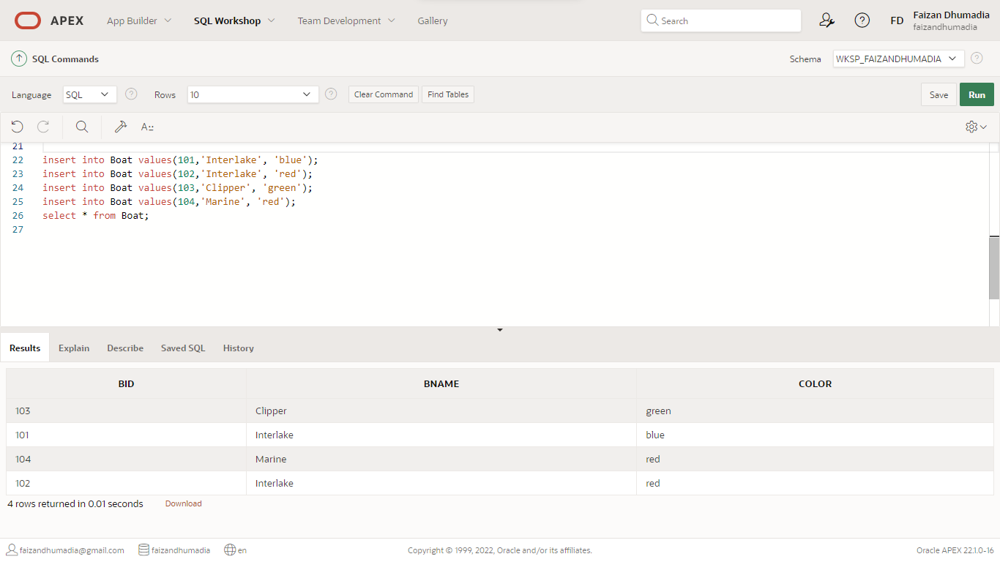 APEX App Builder SQL Workshop Team Development Gallery Search FD Faizan Dhumadia
faizandhumadia
SQL Commands Schema WKSP_FAIZANDHUMADIA
Language SQL Rows 10 Clear Command Find Tables Save Run
A
21
22 insert into Boat values(101,'Interlake', 'blue');
23 insert into Boat values(102,'Interlake', 'red');
24 insert into Boat values(103,'Clipper', 'green');
25 insert into Boat values(104,'Marine', 'red');
26 select * from Boat;
27
Results Explain Describe Saved SQL History
BID BNAME COLOR
103 Clipper green
101 Interlake blue
104 Marine red
102 Interlake red
4 rows returned in 0.01 seconds Download
faizandhumadia@gmail.com faizandhumadia en Copyright © 1999, 2022, Oracle and/or its affiliates. Oracle APEX 22.1.0-16